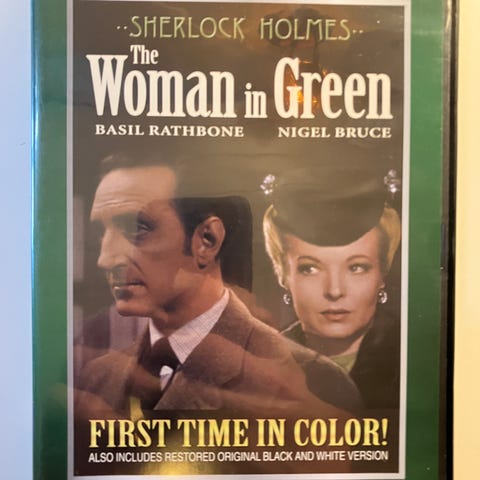 ··SHERLOCK HOLMES··
The
Woman in Green
BASIL RATHBONE NIGEL BRUCE
FIRST TIME IN COLOR!
ALSO INCLUDES RESTORED ORIGINAL BLACK AND WHITE VERSION